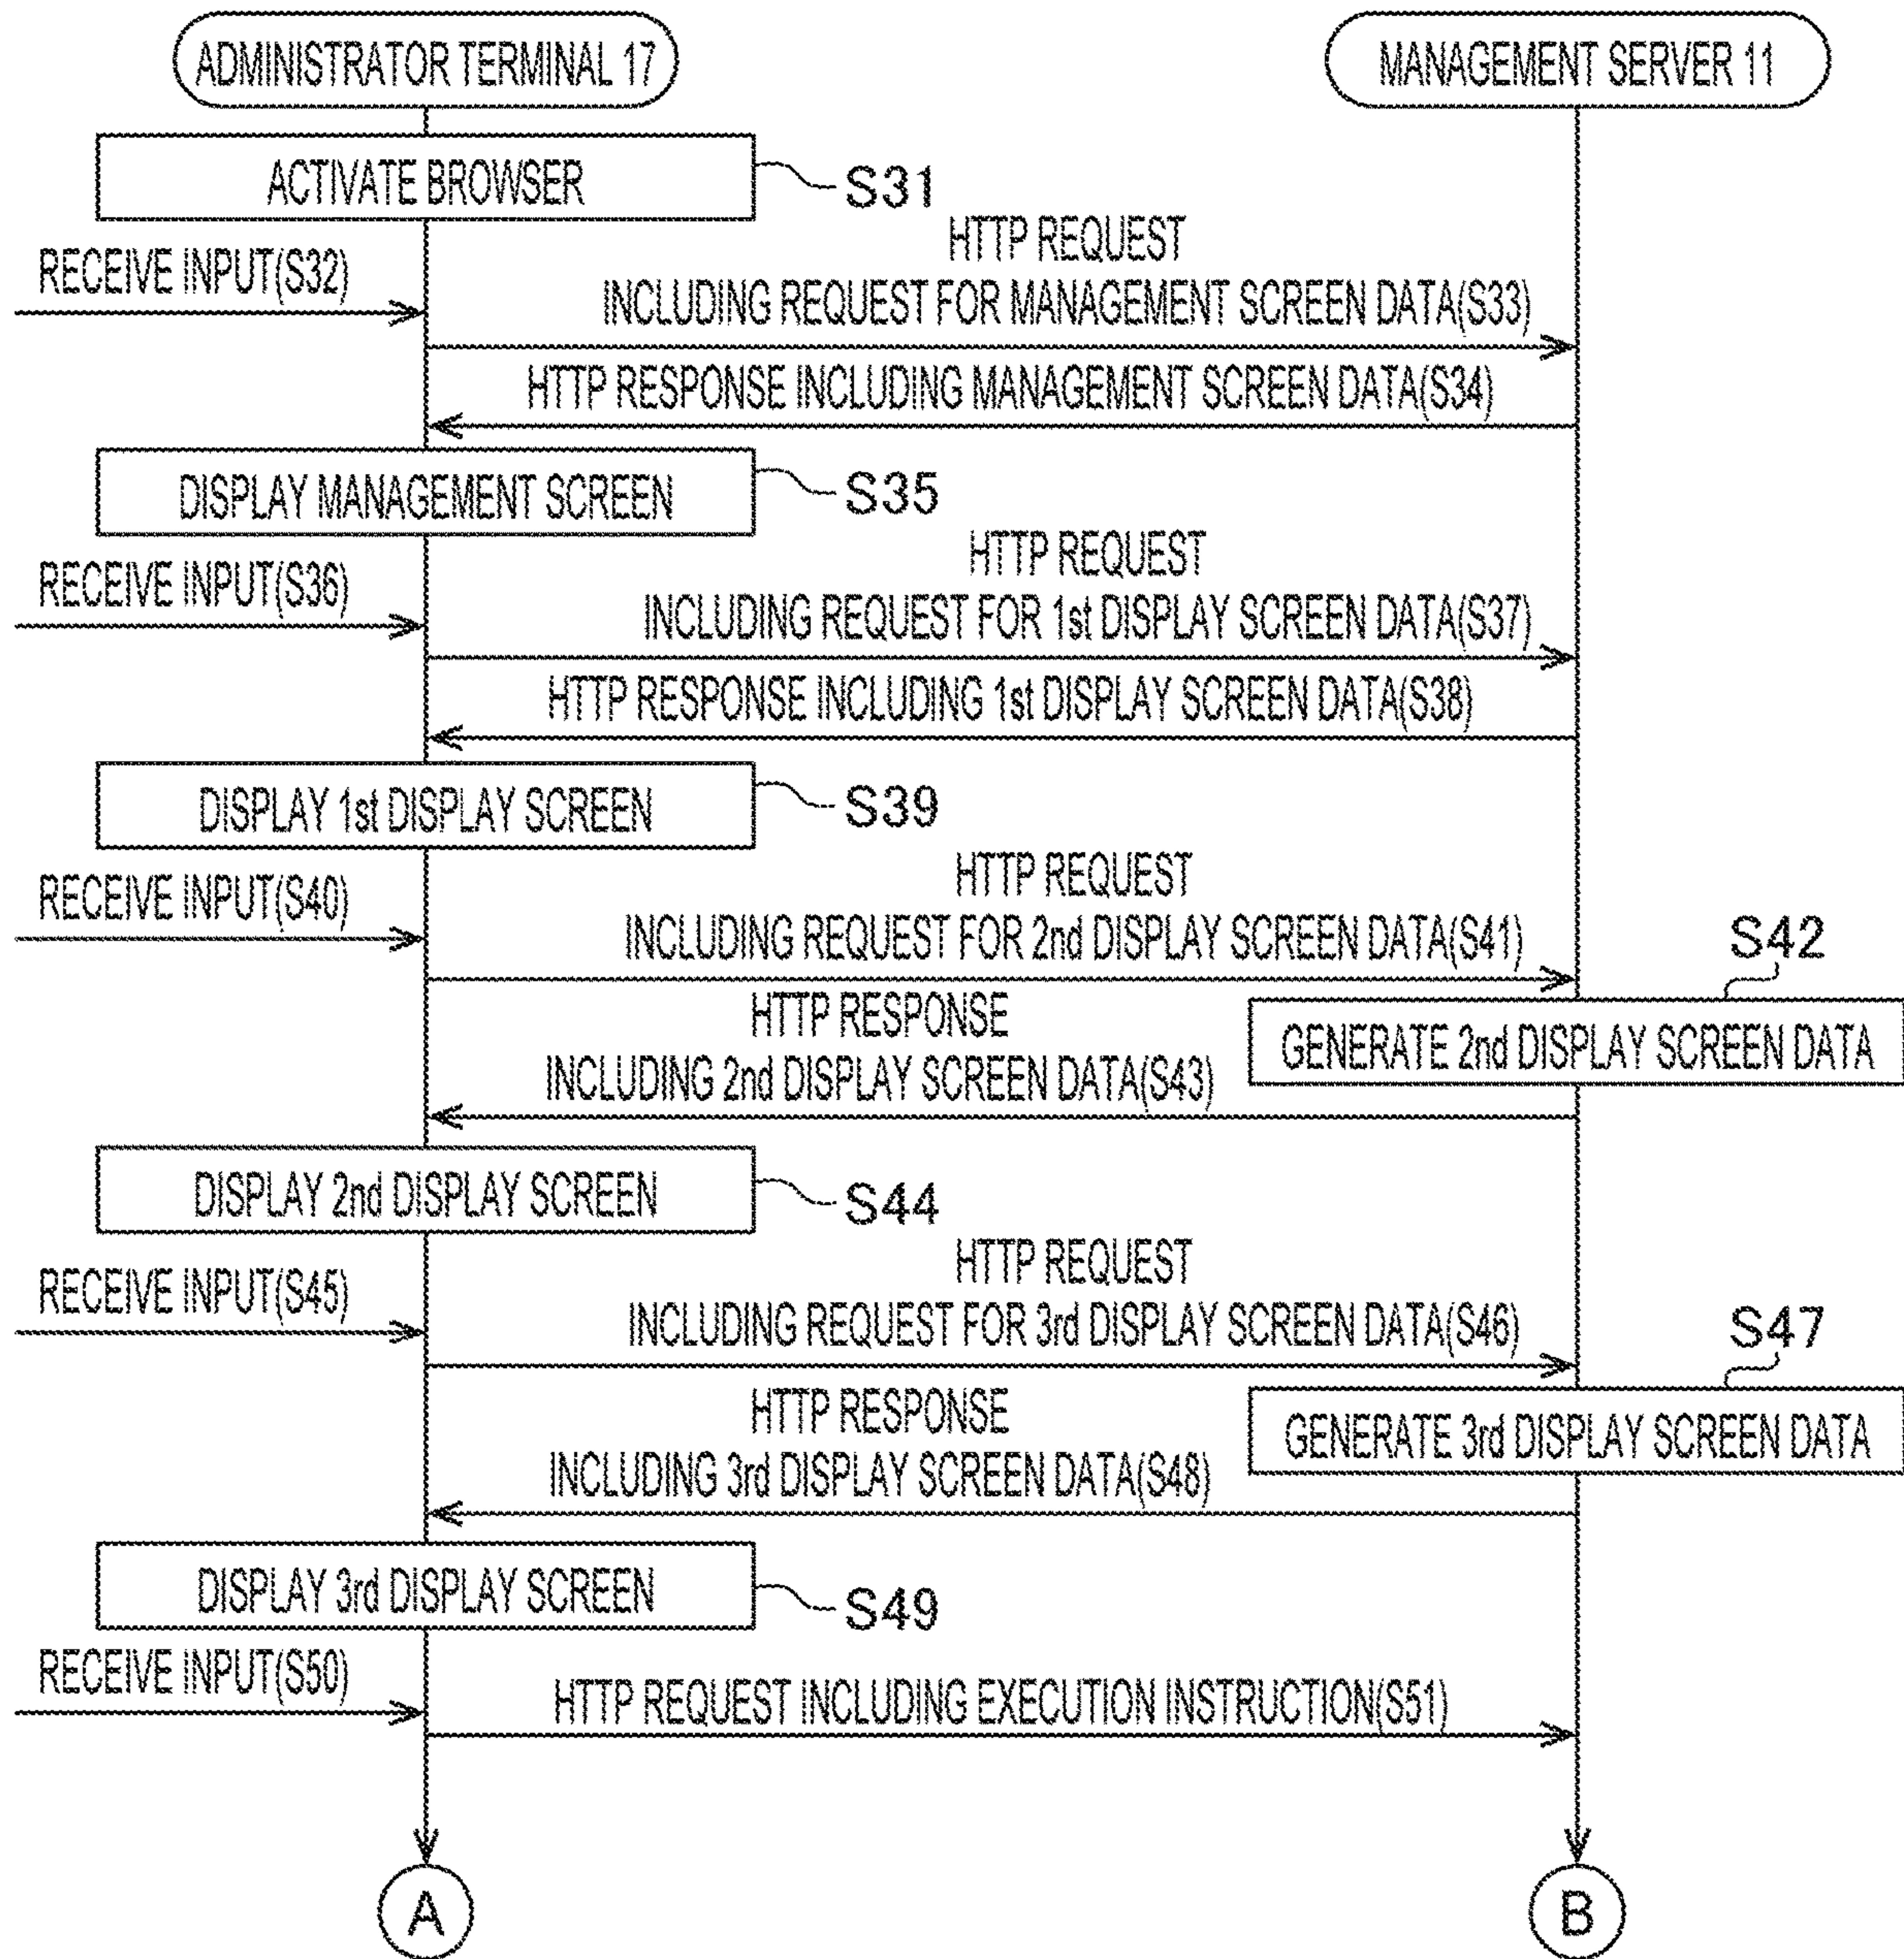 ADMINISTRATOR TERMINAL 17
MANAGEMENT SERVER 11
ACTIVATE BROWSER
S31
RECEIVE INPUT(S32)
HTTP REQUEST
INCLUDING REQUEST FOR MANAGEMENT SCREEN DATA(S33)
HTTP RESPONSE INCLUDING MANAGEMENT SCREEN DATA(S34)
DISPLAY MANAGEMENT SCREEN
S35
RECEIVE INPUT(S36)
HTTP REQUEST
INCLUDING REQUEST FOR 1st DISPLAY SCREEN DATA(S37)
HTTP RESPONSE INCLUDING 1st DISPLAY SCREEN DATA(S38)
DISPLAY 1st DISPLAY SCREEN
S39
RECEIVE INPUT(S40)
HTTP REQUEST
INCLUDING REQUEST FOR 2nd DISPLAY SCREEN DATA(S41)
S42
GENERATE 2nd DISPLAY SCREEN DATA
HTTP RESPONSE
INCLUDING 2nd DISPLAY SCREEN DATA(S43)
DISPLAY 2nd DISPLAY SCREEN
S44
RECEIVE INPUT(S45)
HTTP REQUEST
INCLUDING REQUEST FOR 3rd DISPLAY SCREEN DATA(S46)
S47
GENERATE 3rd DISPLAY SCREEN DATA
HTTP RESPONSE
INCLUDING 3rd DISPLAY SCREEN DATA(S48)
DISPLAY 3rd DISPLAY SCREEN
S49
RECEIVE INPUT(S50)
HTTP REQUEST INCLUDING EXECUTION INSTRUCTION(S51)
A
B